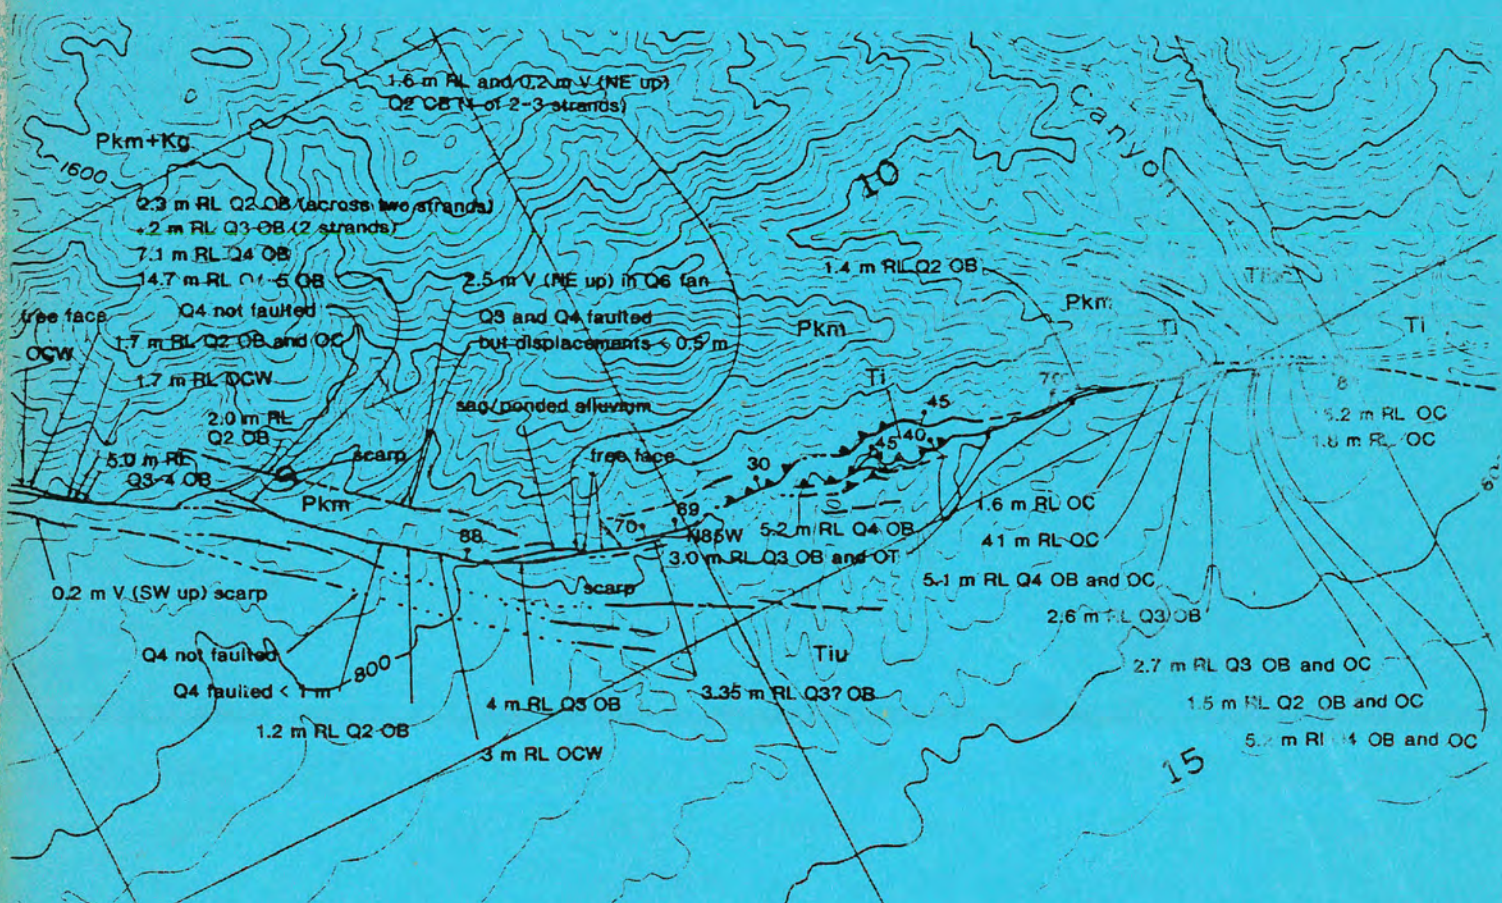 1.6 m RL and 0.2 m V (NE up)
Q2 OB (1 of 2-3 strands)
Canyon
Pkm+Kg
1600
10
2.3 m RL Q2 OB (across two strands)
.2 m RL Q3 OB (2 strands)
7.1 m RL Q4 OB
14.7 m RL 5 OB
2.5 m V (NE up) in Q6 fan
1.4 m RL Q2 OB
free face
Q4 not faulted
Q3 and Q4 faulted
Pkm
Pkm
Ti
Ti
OCW
1.7 m RL Q2 OB and OC
but displacements < 0.5 m
1.7 m RL OCW
Ti
70
8
sag/ponded alluvium
45
2.0 m RL
Q2 OB
5.2 m RL OC
1.8 m RL OC
45
40
5.0 m RL
Q3-4 OB
scarp
free face
30
Pkm
69
70
N85W
88
5.2 m RL Q4 OB
3.0 m RL Q3 OB and OT
1.6 m RL OC
41 m RL OC
0.2 m V (SW up) scarp
scarp
5.1 m RL Q4 OB and OC
2.6 m RL Q3 OB
Q4 not faulted
800
Tiu
2.7 m RL Q3 OB and OC
Q4 faulted < 1 m
4 m RL Q3 OB
3.35 m RL Q3? OB
1.5 m RL Q2 OB and OC
1.2 m RL Q2 OB
3 m RL OCW
5. m RL 4 OB and OC
15